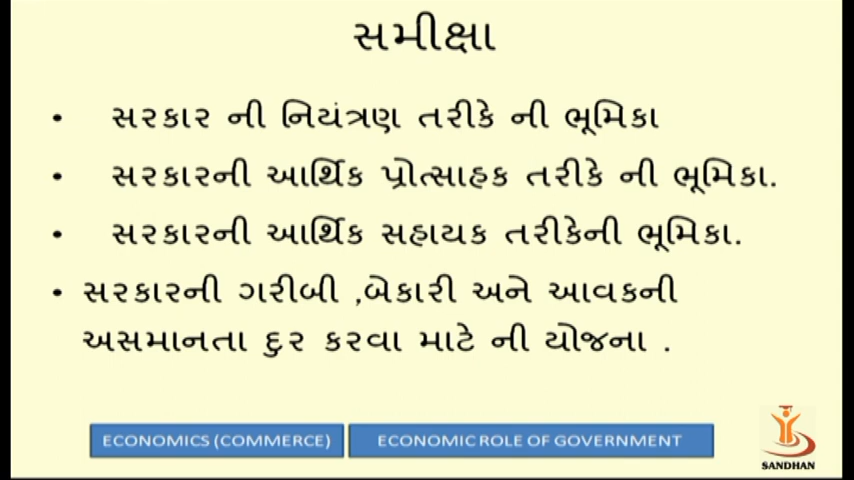 સમીક્ષા
• સરકાર ની નિયંત્રણ તરીકે ની ભૂમિકા
• સરકારની આર્થિક પ્રોત્સાહક તરીકે ની ભૂમિકા.
• સરકારની આર્થિક સહાયક તરીકેની ભૂમિકા.
• સરકારની ગરીબી ,બેકારી અને આવકની
અસમાનતા દુર કરવા માટે ની યોજના .
ECONOMICS (COMMERCE) ECONOMIC ROLE OF GOVERNMENT
SANDHAN